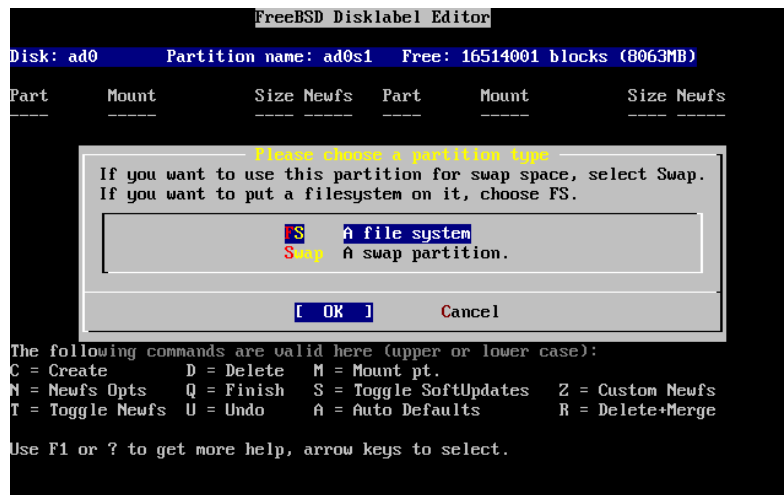 FreeBSD Disklabel Editor
Disk: ad0 Partition name: ad0s1 Free: 16514001 blocks (8063MB)
Part Mount Size Newfs Part Mount Size Newfs
---- ----- ---- ----- ---- ----- ---- -----
Please choose a partition type
If you want to use this partition for swap space, select Swap.
If you want to put a filesystem on it, choose FS.
FS A file system
Swap A swap partition.
[ OK ] Cancel
The following commands are valid here (upper or lower case):
C = Create D = Delete M = Mount pt.
N = Newfs Opts Q = Finish S = Toggle SoftUpdates Z = Custom Newfs
T = Toggle Newfs U = Undo A = Auto Defaults R = Delete+Merge
Use F1 or ? to get more help, arrow keys to select.